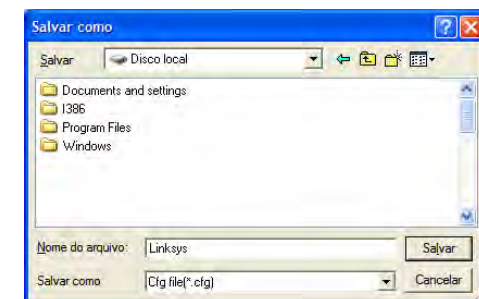 Salvar como
Salvar Disco local
Documents and settings
I386
Program Files
Windows
Nome do arquivo: Linksys Salvar
Salvar como Cfg file(*.cfg) Cancelar